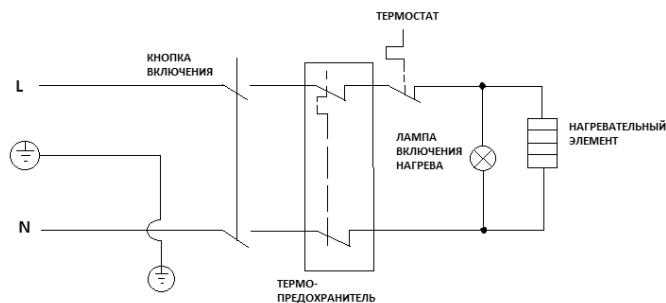 ТЕРМОСТАТ
КНОПКА
ВКЛЮЧЕНИЯ
L
ЛАМПА
ВКЛЮЧЕНИЯ
НАГРЕВА
НАГРЕВАТЕЛЬНЫЙ
ЭЛЕМЕНТ
N
ТЕРМО-
ПРЕДОХРАНИТЕЛЬ